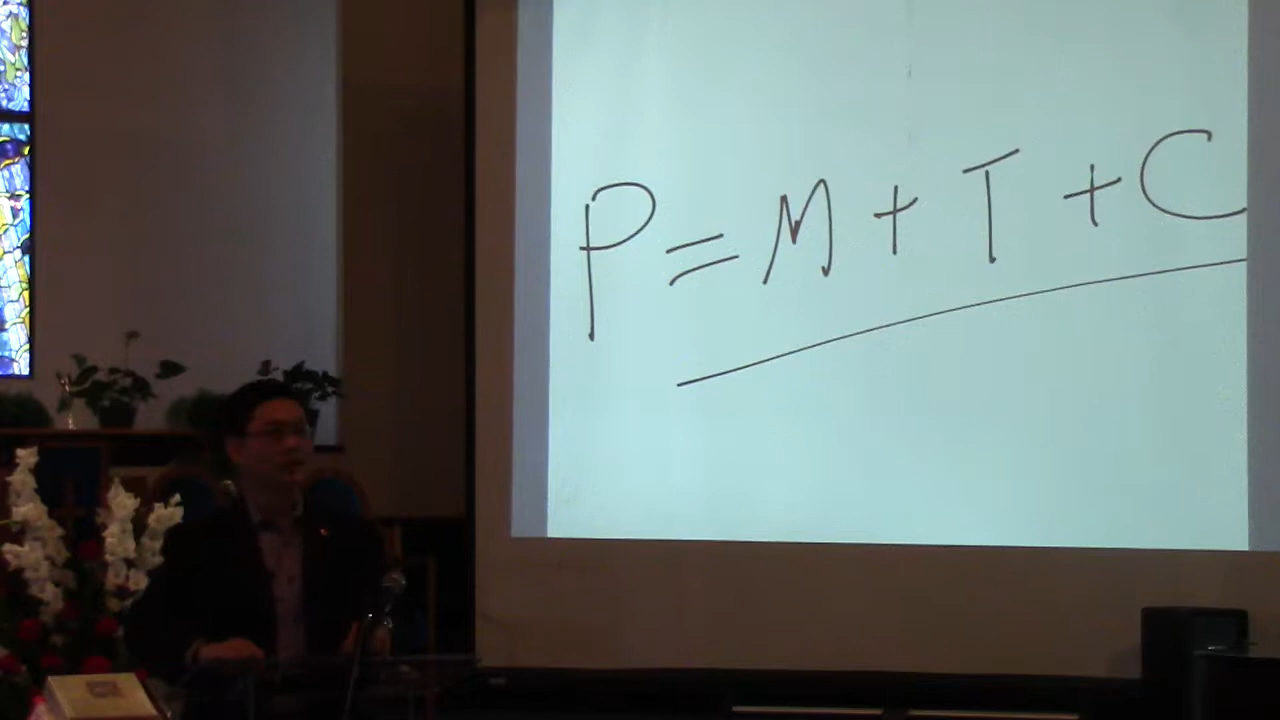 P = M + T + C